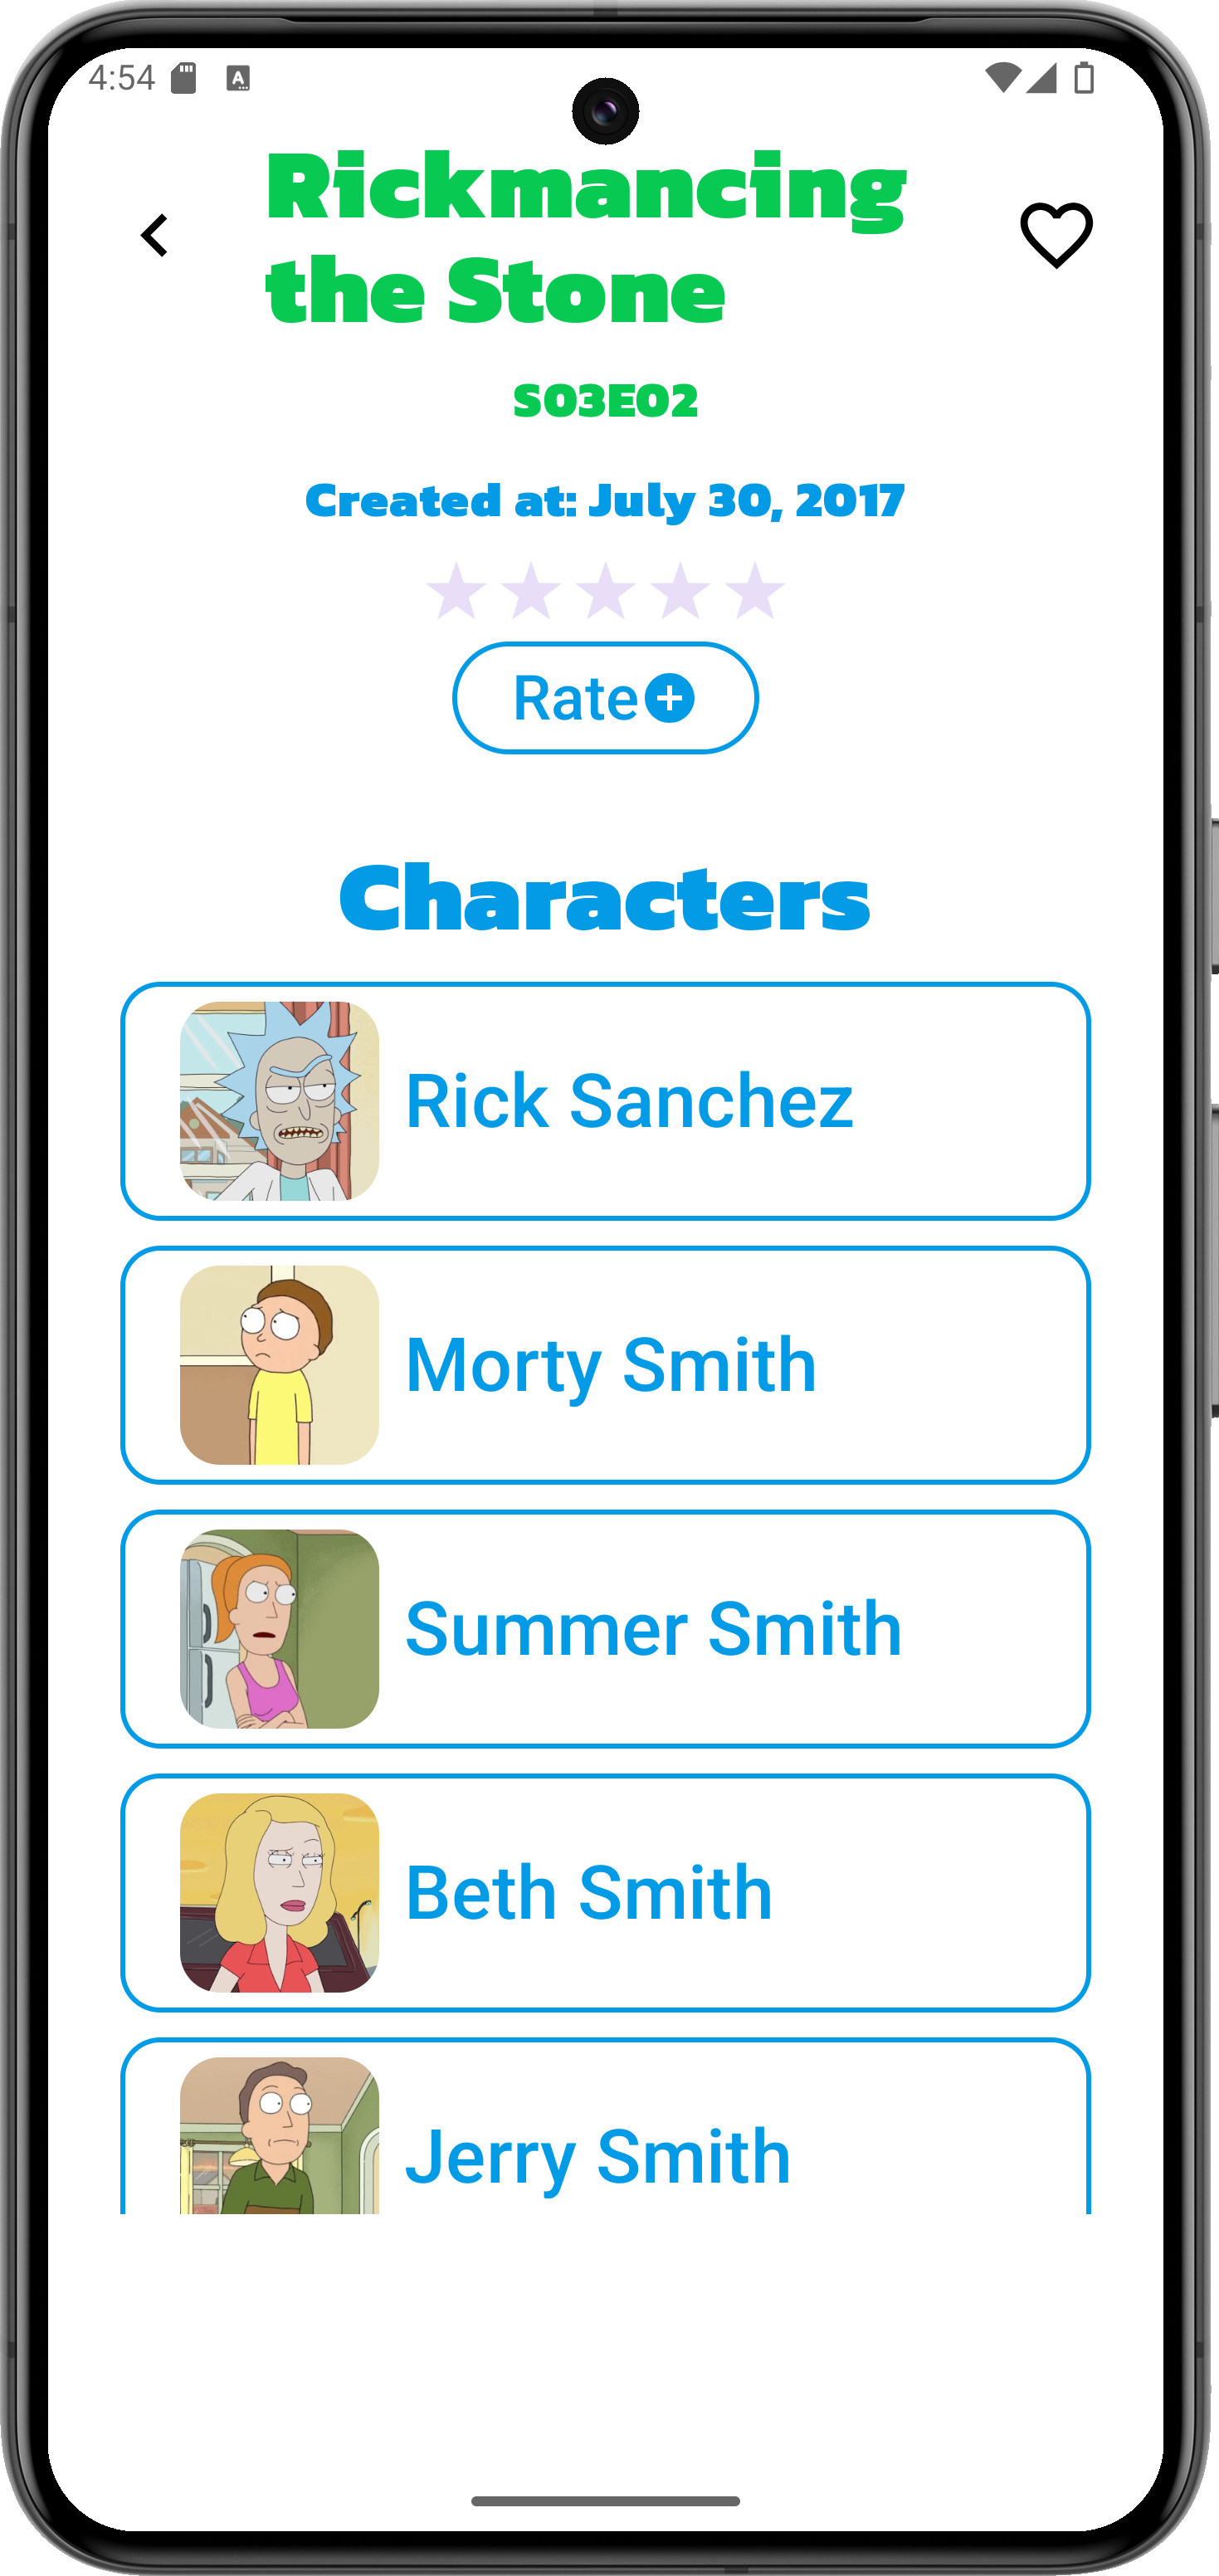 4:54
Rickmancing
the Stone
S03E02
Created at: July 30, 2017
Rate
Characters
Rick Sanchez
Morty Smith
Summer Smith
Beth Smith
Jerry Smith